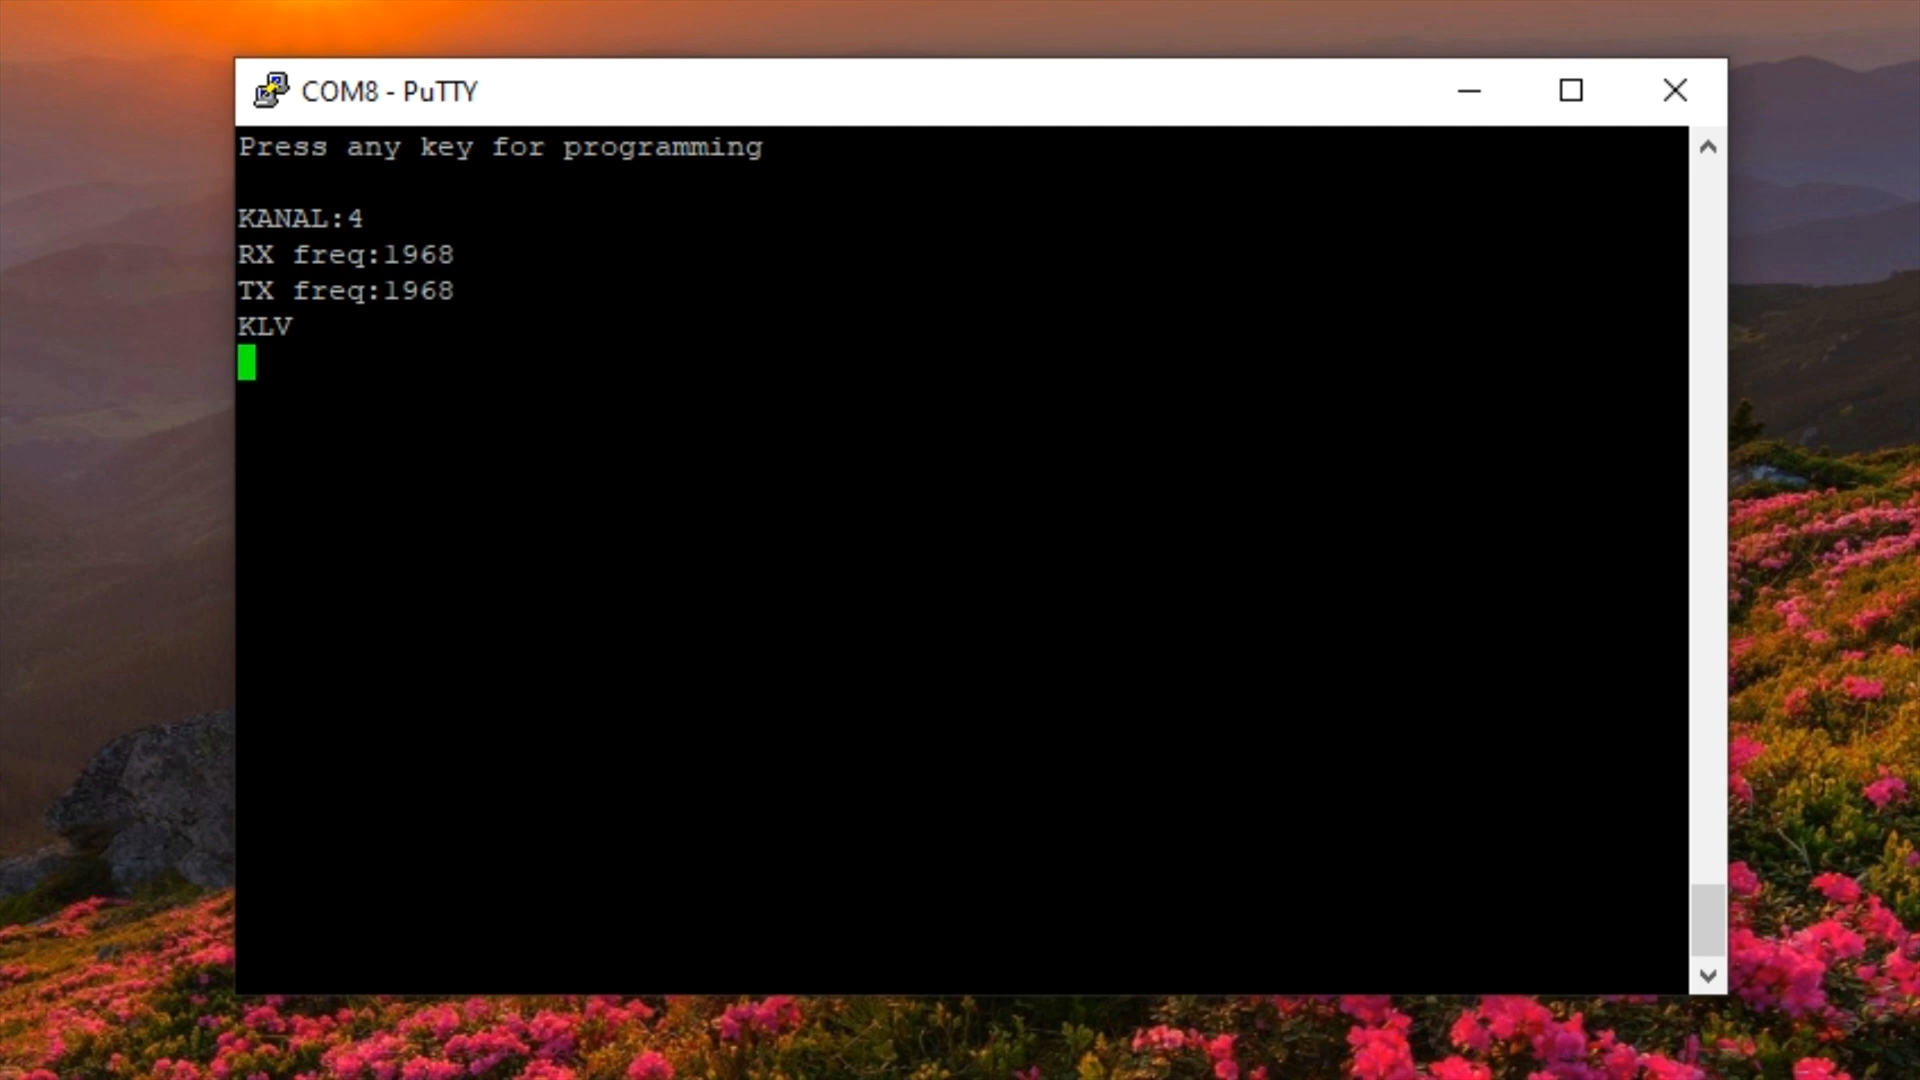 COM8 - PuTTY
Press any key for programming
KANAL:4
RX freq:1968
TX freq:1968
KLV